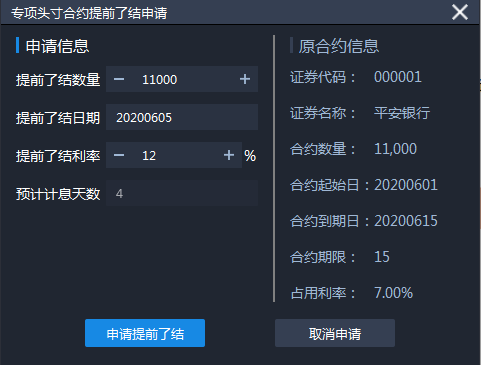 专项头寸合约提前了结申请
申请信息
提前了结数量 － 11000 ＋
提前了结日期 20200605
提前了结利率 － 12 ＋ %
预计计息天数 4
原合约信息
证券代码： 000001
证券名称： 平安银行
合约数量： 11,000
合约起始日：20200601
合约到期日：20200615
合约期限： 15
占用利率： 7.00%
申请提前了结
取消申请